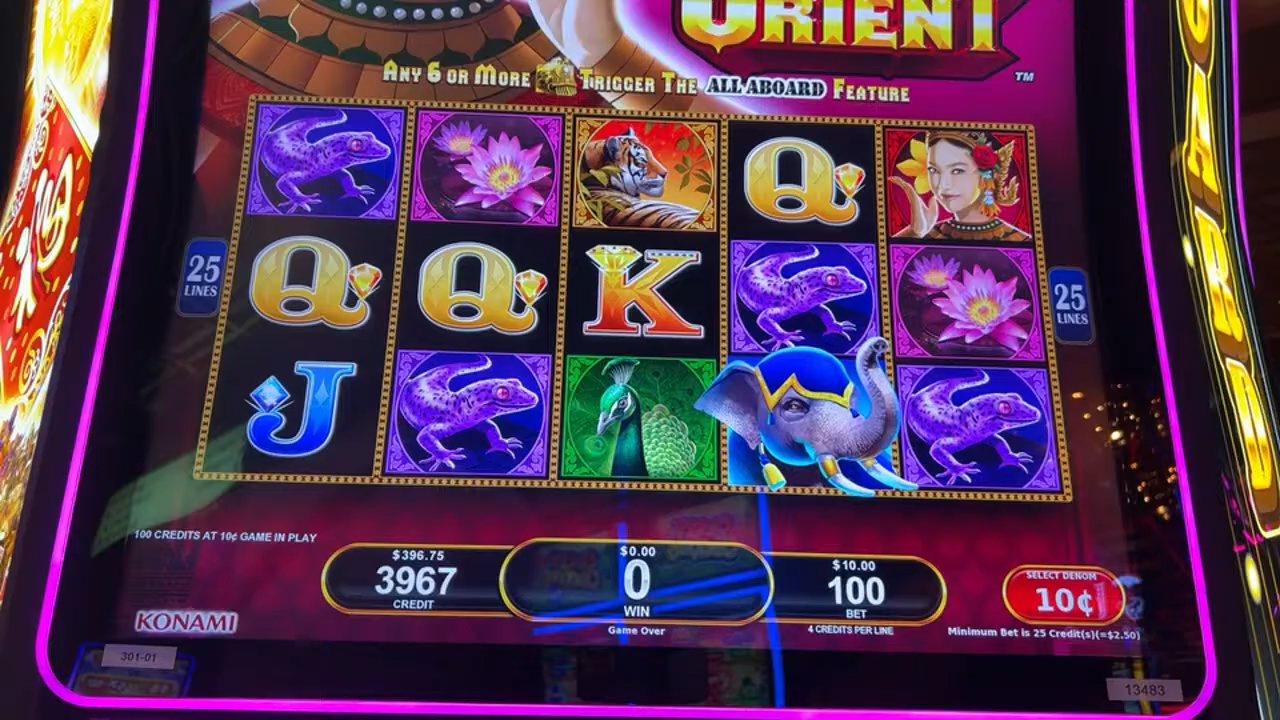 ORIENT
TM
ANY 6 OR MORE TRIGGER THE ALL ABOARD FEATURE
Q
Q Q K
J
25 LINES
25 LINES
100 CREDITS AT 10¢ GAME IN PLAY
$396.75
3967
CREDIT
$0.00
0
WIN
Game Over
$10.00
100
BET
4 CREDITS PER LINE
SELECT DENOM
10¢
Minimum Bet is 25 Credit(s)(=$2.50)
KONAMI
301-01
13483